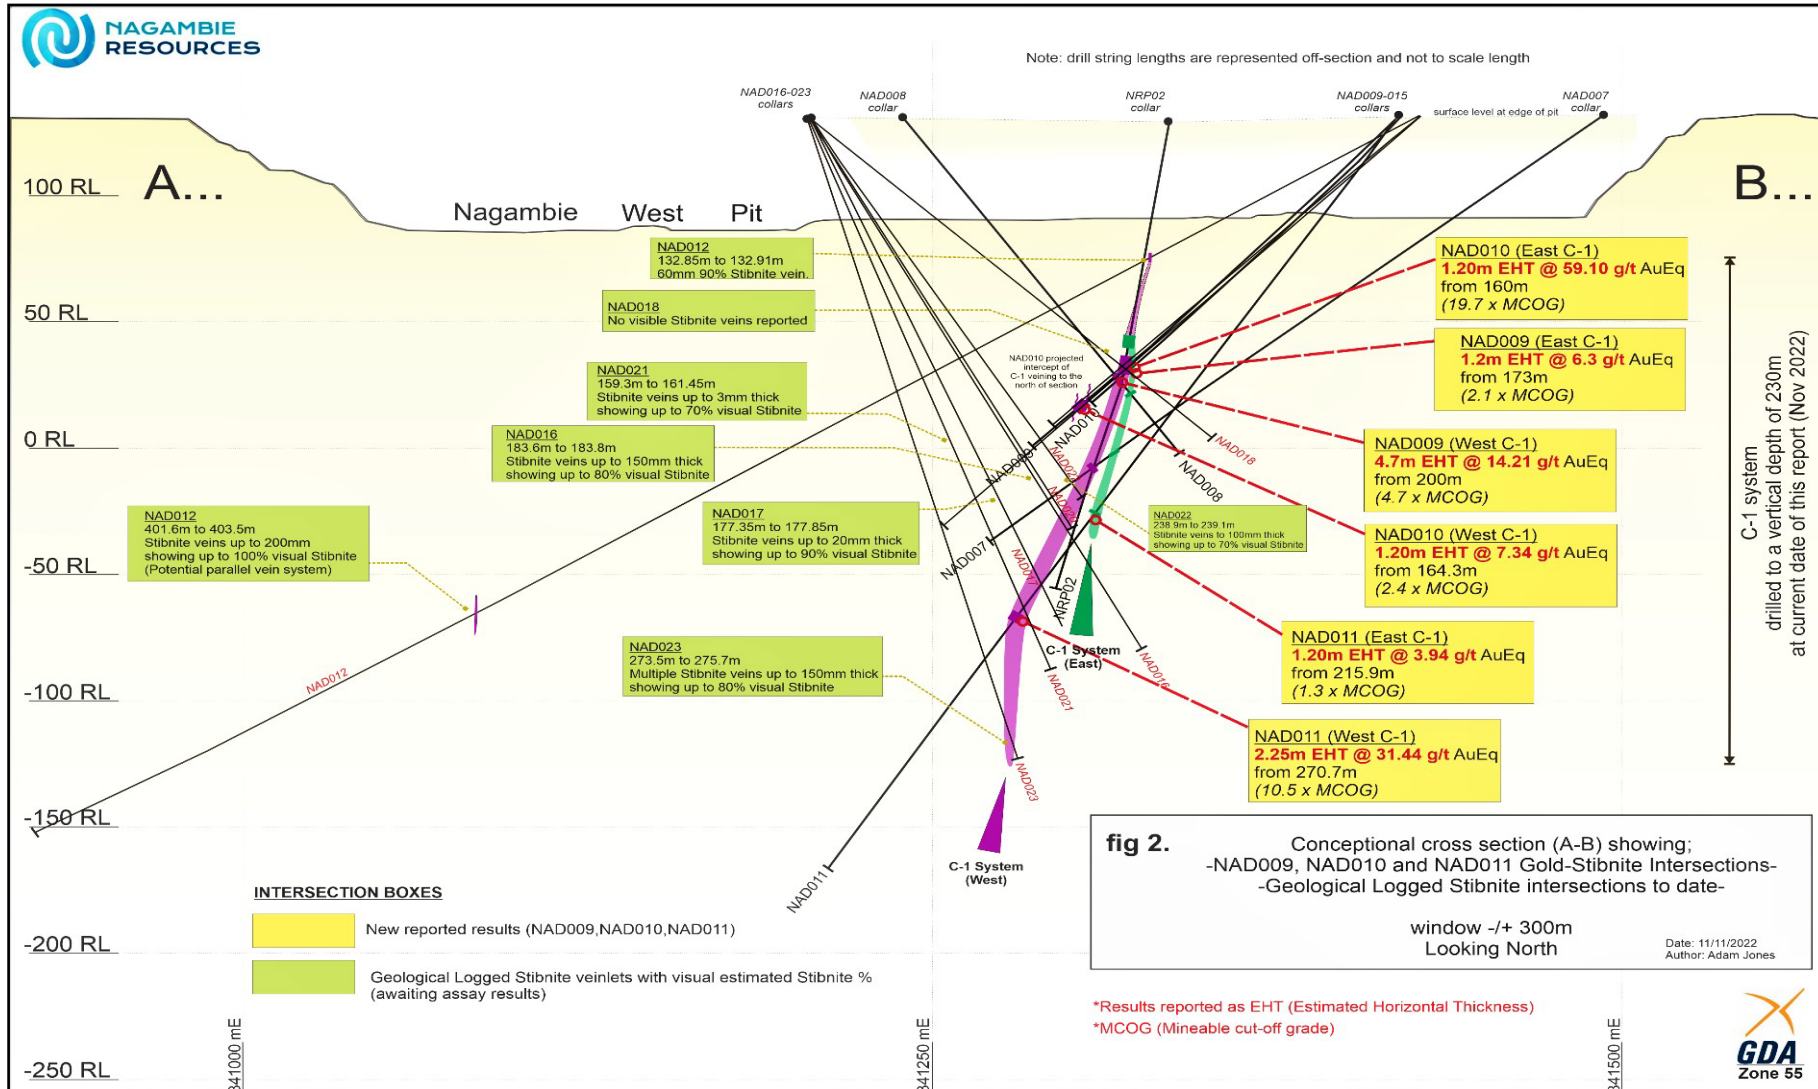 NAGAMBIE
RESOURCES
Note: drill string lengths are represented off-section and not to scale length
NAD016-023
collars
NAD008
collar
NRP02
collar
NAD009-015
collars
NAD007
collar
surface level at edge of pit
A...
B...
Nagambie West Pit
100 RL
50 RL
0 RL
-50 RL
-100 RL
-150 RL
-200 RL
-250 RL
NAD012
132.85m to 132.91m
60mm 90% Stibnite vein.
NAD018
No visible Stibnite veins reported
NAD021
159.3m to 161.45m
Stibnite veins up to 3mm thick
showing up to 70% visual Stibnite
NAD016
183.6m to 183.8m
Stibnite veins up to 150mm thick
showing up to 80% visual Stibnite
NAD017
177.35m to 177.85m
Stibnite veins up to 20mm thick
showing up to 90% visual Stibnite
NAD012
401.6m to 403.5m
Stibnite veins up to 200mm
showing up to 100% visual Stibnite
(Potential parallel vein system)
NAD023
273.5m to 275.7m
Multiple Stibnite veins up to 150mm thick
showing up to 80% visual Stibnite
NAD022
238.9m to 239.1m
Stibnite veins to 100mm thick
showing up to 70% visual Stibnite
NAD010 projected
intercept of
C-1 veining to the
north of section
NAD009
NAD018
NAD008
NAD007
NAD017
NRP02
NAD016
NAD021
NAD023
NAD012
NAD011
C-1 System
(East)
C-1 System
(West)
NAD010 (East C-1)
1.20m EHT @ 59.10 g/t AuEq
from 160m
(19.7 x MCOG)
NAD009 (East C-1)
1.2m EHT @ 6.3 g/t AuEq
from 173m
(2.1 x MCOG)
NAD009 (West C-1)
4.7m EHT @ 14.21 g/t AuEq
from 200m
(4.7 x MCOG)
NAD010 (West C-1)
1.20m EHT @ 7.34 g/t AuEq
from 164.3m
(2.4 x MCOG)
NAD011 (East C-1)
1.20m EHT @ 3.94 g/t AuEq
from 215.9m
(1.3 x MCOG)
NAD011 (West C-1)
2.25m EHT @ 31.44 g/t AuEq
from 270.7m
(10.5 x MCOG)
C-1 system
drilled to a vertical depth of 230m
at current date of this report (Nov 2022)
INTERSECTION BOXES
New reported results (NAD009,NAD010,NAD011)
Geological Logged Stibnite veinlets with visual estimated Stibnite %
(awaiting assay results)
fig 2.
Conceptional cross section (A-B) showing;
-NAD009, NAD010 and NAD011 Gold-Stibnite Intersections-
-Geological Logged Stibnite intersections to date-
window -/+ 300m
Looking North
Date: 11/11/2022
Author: Adam Jones
*Results reported as EHT (Estimated Horizontal Thickness)
*MCOG (Mineable cut-off grade)
341000 mE
341250 mE
341500 mE
GDA
Zone 55